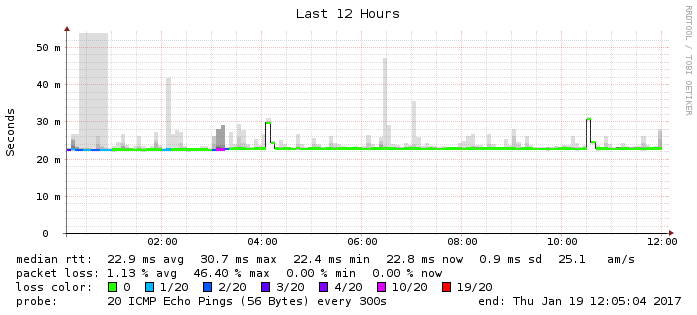 Last 12 Hours
RRDTOOL / TOBI OETIKER
Seconds
50 m
40 m
30 m
20 m
10 m
0
02:00 04:00 06:00 08:00 10:00 12:00
median rtt: 22.9 ms avg 30.7 ms max 22.4 ms min 22.8 ms now 0.9 ms sd 25.1 am/s
packet loss: 1.13 % avg 46.40 % max 0.00 % min 0.00 % now
loss color: 0 1/20 2/20 3/20 4/20 10/20 19/20
probe: 20 ICMP Echo Pings (56 Bytes) every 300s end: Thu Jan 19 12:05:04 2017